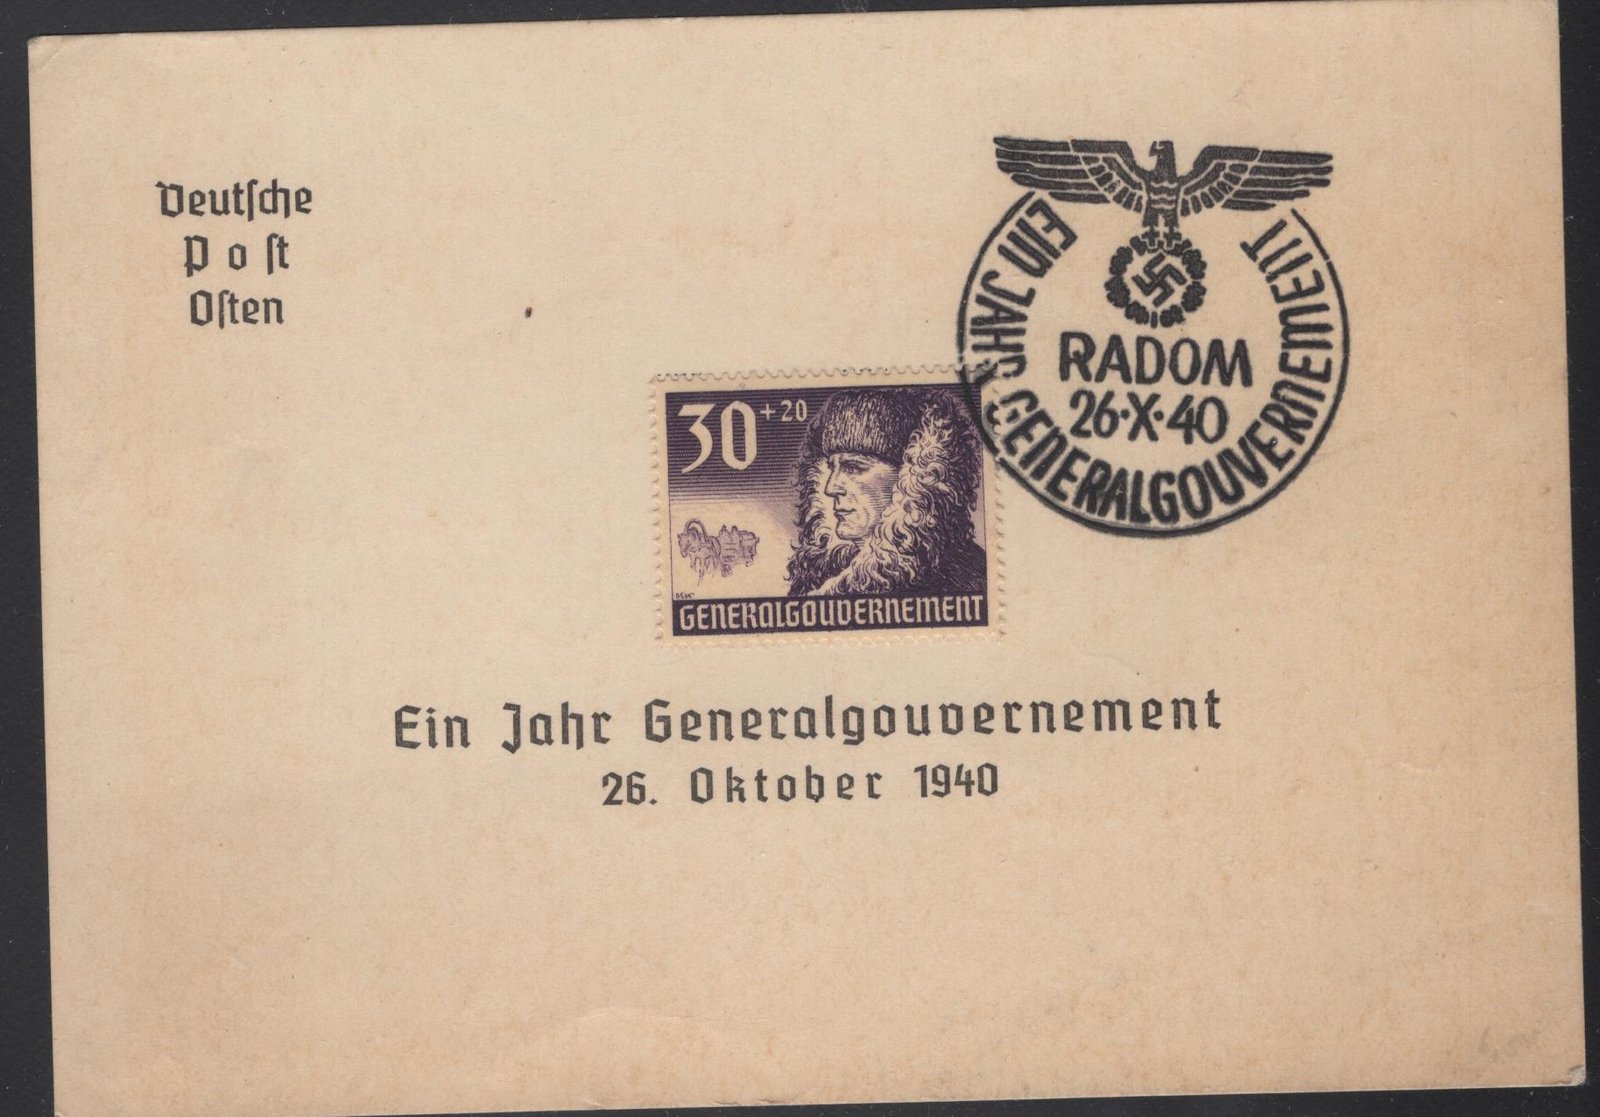 Deutſche
Poſt
Oſten
EIN JAHR GENERALGOUVERNEMENT
RADOM
26·X·40
30+20
GENERALGOUVERNEMENT
Ein Jahr Generalgouvernement
26. Oktober 1940